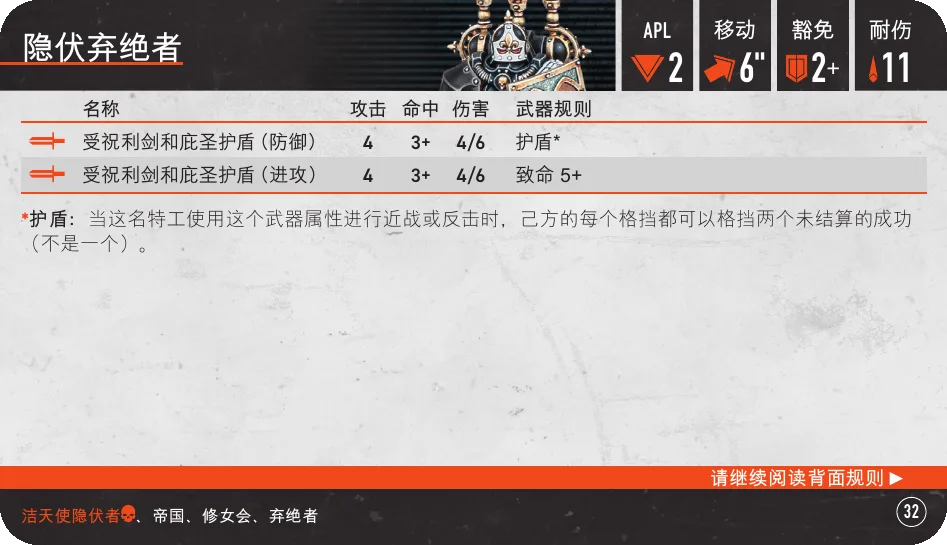 隐伏弃绝者
APL 移动 豁免 耐伤
2 6" 2+ 11
名称 攻击 命中 伤害 武器规则
受祝利剑和庇圣护盾（防御） 4 3+ 4/6 护盾*
受祝利剑和庇圣护盾（进攻） 4 3+ 4/6 致命 5+
*护盾：当这名特工使用这个武器属性进行近战或反击时，己方的每个格挡都可以格挡两个未结算的成功
（不是一个）。
请继续阅读背面规则▶
洁天使隐伏者、帝国、修女会、弃绝者
32